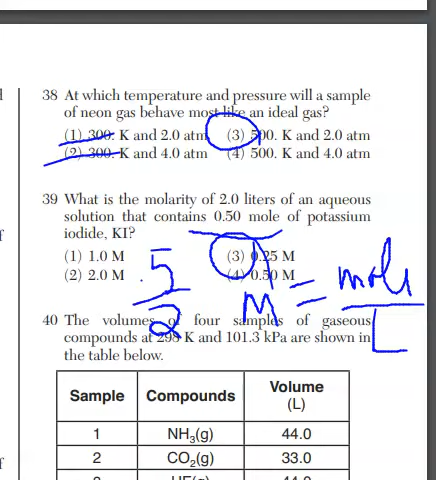 38 At which temperature and pressure will a sample
of neon gas behave most like an ideal gas?
(1) 300. K and 2.0 atm (3) 500. K and 2.0 atm
(2) 300. K and 4.0 atm (4) 500. K and 4.0 atm
39 What is the molarity of 2.0 liters of an aqueous
solution that contains 0.50 mole of potassium
iodide, KI?
(1) 1.0 M (3) 0.25 M
(2) 2.0 M (4) 0.50 M
.5
2
M = mole
L
40 The volumes of four samples of gaseous
compounds at 298 K and 101.3 kPa are shown in
the table below.
Sample Compounds Volume
(L)
1 NH₃(g) 44.0
2 CO₂(g) 33.0